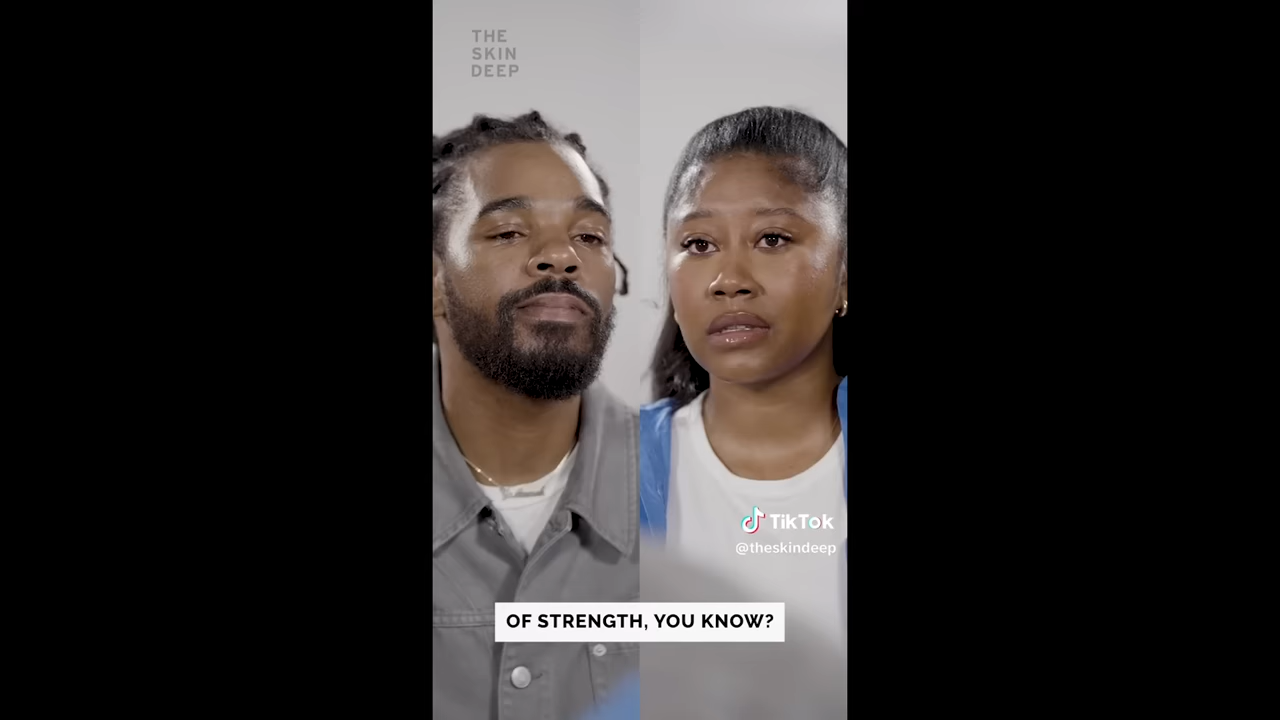 THE
SKIN
DEEP
TikTok
@theskindeep
OF STRENGTH, YOU KNOW?